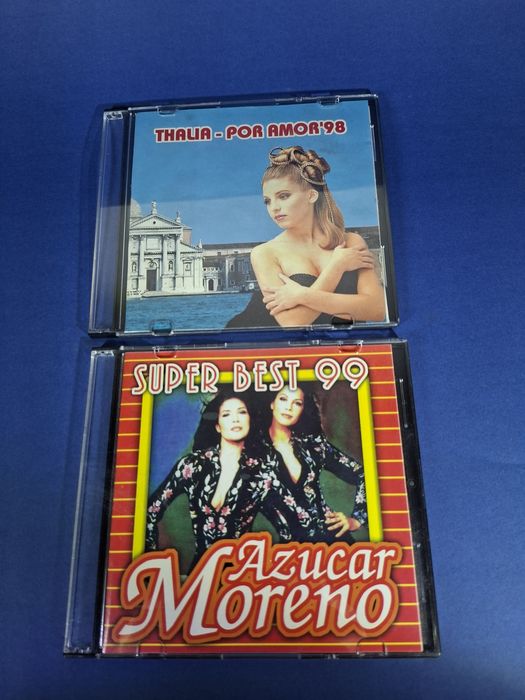 THALIA - POR AMOR'98
SUPER BEST 99
Azucar
Moreno